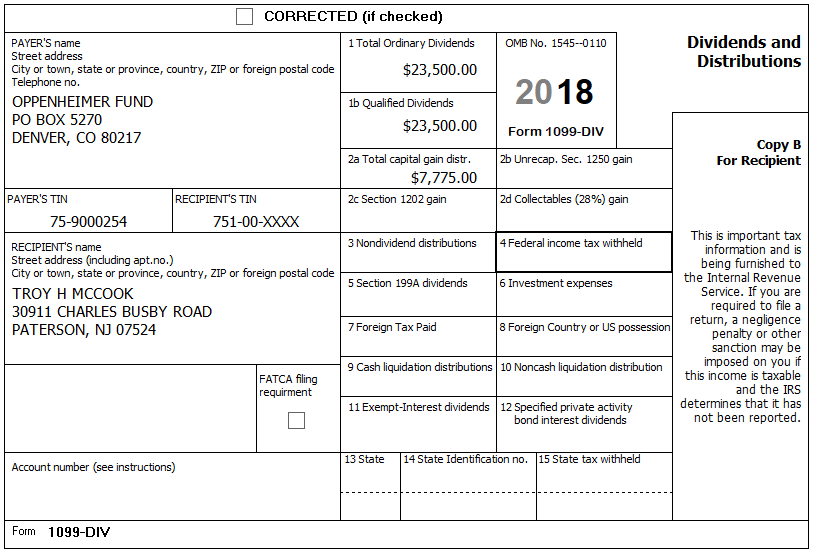 CORRECTED (if checked)
PAYER'S name
Street address
City or town, state or province, country, ZIP or foreign postal code
Telephone no.
OPPENHEIMER FUND
PO BOX 5270
DENVER, CO 80217
1 Total Ordinary Dividends
$23,500.00
1b Qualified Dividends
$23,500.00
OMB No. 1545--0110
2018
Form 1099-DIV
Dividends and
Distributions
2a Total capital gain distr.
$7,775.00
2b Unrecap. Sec. 1250 gain
Copy B
For Recipient
PAYER'S TIN
75-9000254
RECIPIENT'S TIN
751-00-XXXX
2c Section 1202 gain
2d Collectables (28%) gain
RECIPIENT'S name
Street address (including apt.no.)
City or town, state or province, country, ZIP or foreign postal code
TROY H MCCOOK
30911 CHARLES BUSBY ROAD
PATERSON, NJ 07524
3 Nondividend distributions
4 Federal income tax withheld
5 Section 199A dividends
6 Investment expenses
7 Foreign Tax Paid
8 Foreign Country or US possession
9 Cash liquidation distributions
10 Noncash liquidation distribution
FATCA filing
requirment
11 Exempt-Interest dividends
12 Specified private activity
bond interest dividends
This is important tax
information and is
being furnished to
the Internal Revenue
Service. If you are
required to file a
return, a negligence
penalty or other
sanction may be
imposed on you if
this income is taxable
and the IRS
determines that it has
not been reported.
Account number (see instructions)
13 State
14 State Identification no.
15 State tax withheld
Form 1099-DIV